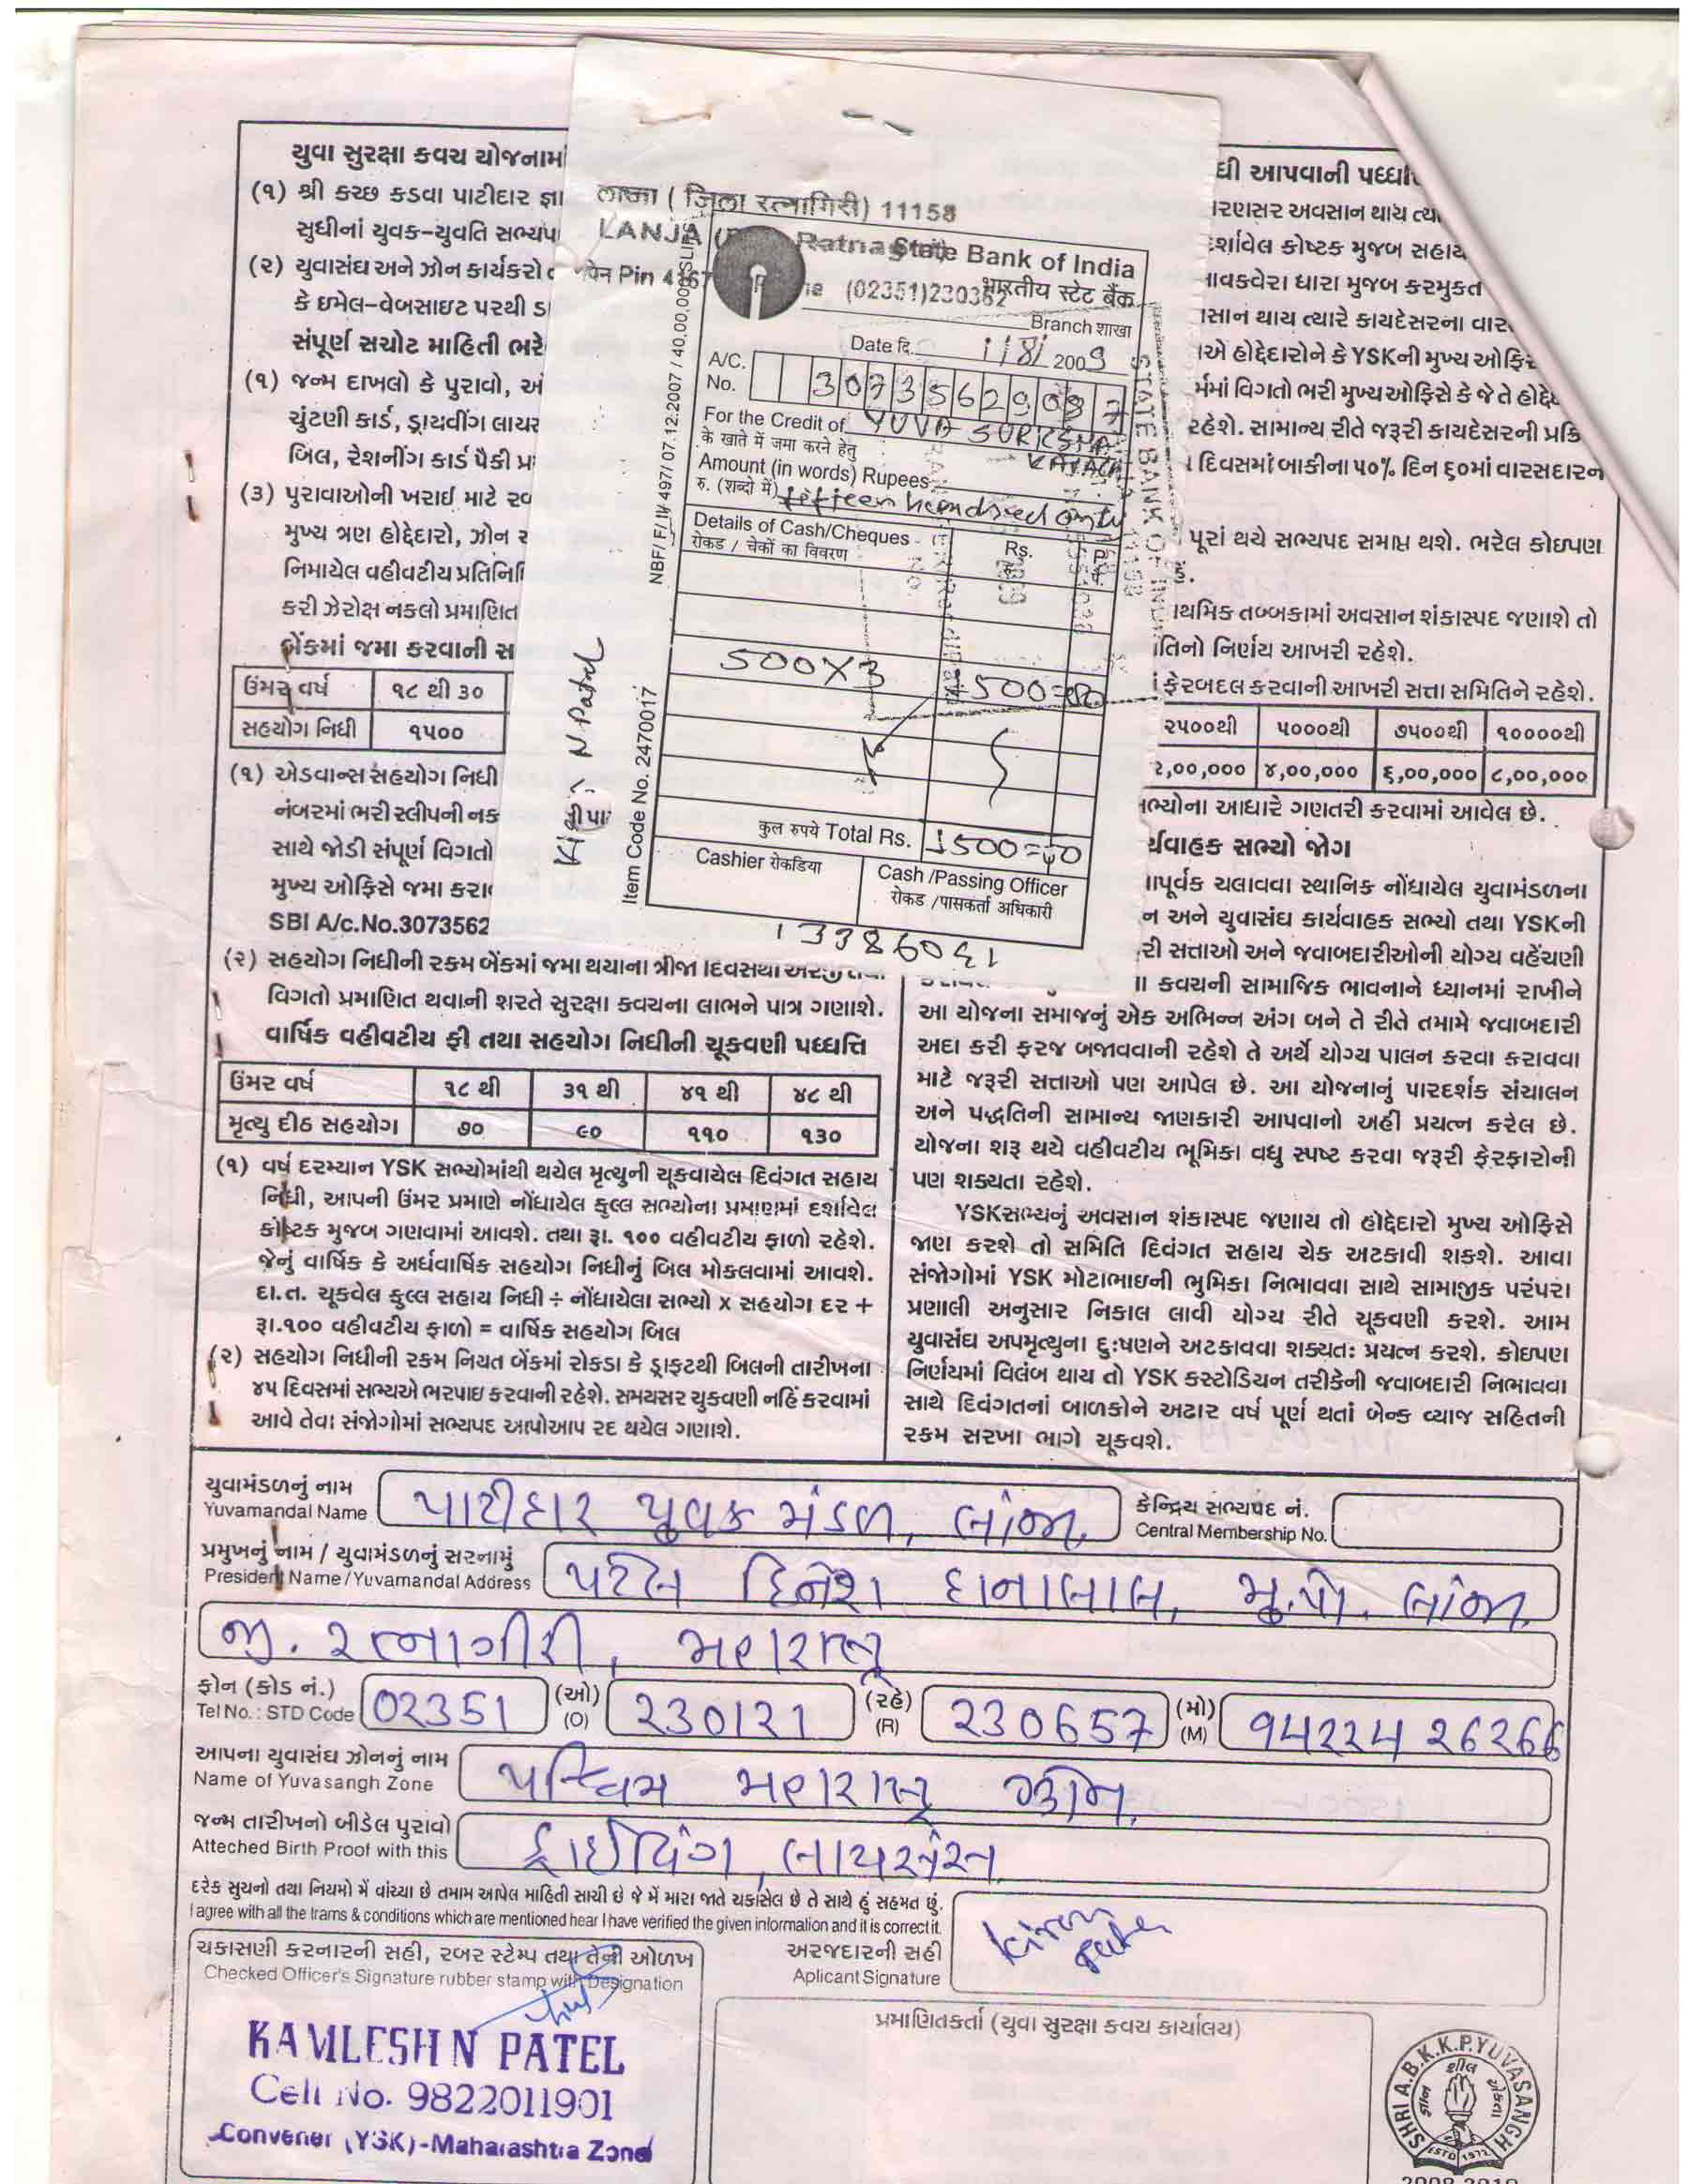 યુવા સુરક્ષા કવચ યોજનામાં
(૧) શ્રી કચ્છ કડવા પાટીદાર જ્ઞા
સુધીનાં યુવક-યુવતિ સભ્યપ
(૨) યુવાસંઘ અને ઝોન કાર્યકરો
કે ઇમેલ-વેબસાઇટ પરથી ડા
સંપૂર્ણ સચોટ માહિતી ભરે
(૧) જન્મ દાખલો કે પુરાવો, અં
ચુંટણી કાર્ડ, ડ્રાયવીંગ લાયસ
બિલ, રેશનીંગ કાર્ડ પૈકી પ્ર
(૩) પુરાવાઓની ખરાઇ માટે રબ
મુખ્ય ત્રણ હોદ્દેદારો, ઝોન સ
નિમાયેલ વહીવટીય પ્રતિનિધિ
કરી ઝેરોક્ષ નકલો પ્રમાણિત
બેંકમાં જમા કરવાની સ
ઉંમર વર્ષ ૧૮ થી ૩૦
સહયોગ નિધી ૧૫૦૦
(૧) એડવાન્સ સહયોગ નિધી
નંબરમાં ભરી સ્લીપની નક
સાથે જોડી સંપૂર્ણ વિગતો
મુખ્ય ઓફિસે જમા કરા
SBI A/c.No.3073562
(૨) સહયોગ નિધીની રકમ બેંકમાં જમા થયાના ત્રીજા દિવસથી
વિગતો પ્રમાણિત થવાની શરતે સુરક્ષા કવચના લાભને પાત્ર ગણાશે.
વાર્ષિક વહીવટીય ફી તથા સહયોગ નિધીની ચૂકવણી પધ્ધતિ
ઉંમર વર્ષ ૧૮ થી ૩૧ થી ૪૧ થી ૪૮ થી
મૃત્યુ દીઠ સહયોગ ૭૦ ૯૦ ૧૧૦ ૧૩૦
(૧) વર્ષ દરમ્યાન YSK સભ્યોમાંથી થયેલ મૃત્યુની ચૂકવાયેલ દિવંગત સહાય
નિધી, આપની ઉંમર પ્રમાણે નોંધાયેલ કુલ્લ સભ્યોના પ્રમાણમાં દર્શાવેલ
કોષ્ટક મુજબ ગણવામાં આવશે. તથા રૂા. ૧૦૦ વહીવટીય ફાળો રહેશે.
જેનું વાર્ષિક કે અર્ધવાર્ષિક સહયોગ નિધીનું બિલ મોકલવામાં આવશે.
દા.ત. ચૂકવેલ કુલ્લ સહાય નિધી ÷ નોંધાયેલા સભ્યો X સહયોગ દર +
રૂા.૧૦૦ વહીવટીય ફાળો = વાર્ષિક સહયોગ બિલ
(૨) સહયોગ નિધીની રકમ નિયત બેંકમાં રોકડા કે ડ્રાફટથી બિલની તારીખના
૪૫ દિવસમાં સભ્યએ ભરપાઇ કરવાની રહેશે. સમયસર ચુકવણી નહિં કરવામાં
આવે તેવા સંજોગોમાં સભ્યપદ આપોઆપ રદ થયેલ ગણાશે.
लान्जा ( जिला रत्नागिरी) 11158
LANJA Ratna
पिन Pin 4167 (02351)230362
State Bank of India
भारतीय स्टेट बैंक
Branch शाखा
Date दि. 1/8/2009
A/C. No. 30735629087
For the Credit of YUVA SURKSHA
के खाते में जमा करने हेतु KAVACH
Amount (in words) Rupees
रु. (शब्दो में) fifteen hundred only
Details of Cash/Cheques Rs. P.
रोकड / चेकों का विवरण
500X3 1500=00
कुल रुपये Total Rs. 1500=00
Cashier रोकडिया
Cash /Passing Officer
रोकड /पासकर्ता अधिकारी
NBF/ F/ IV 497/ 07.12.2007 / 40,00,000 SLIPS
Item Code No. 2470017
Kiran N Patel
STATE BANK OF INDIA
ધી આપવાની પધ્ધતિ
રણસર અવસાન થાય ત્યા
ર્શાવેલ કોષ્ટક મુજબ સહાય
આવકવેરા ધારા મુજબ કરમુક્ત
સાન થાય ત્યારે કાયદેસરના વાર
એ હોદ્દેદારોને કે YSKની મુખ્ય ઓફિસ
ર્મમાં વિગતો ભરી મુખ્ય ઓફિસે કે જે તે હોદ્દે
રહેશે. સામાન્ય રીતે જરૂરી કાયદેસરની પ્રક્રિ
દિવસમાં બાકીના ૫૦% દિન ૬૦માં વારસદારન
પૂરાં થયે સભ્યપદ સમાપ્ત થશે. ભરેલ કોઇપણ
થમિક તબ્બકામાં અવસાન શંકાસ્પદ જણાશે તો
તિનો નિર્ણય આખરી રહેશે.
ફેરબદલ કરવાની આખરી સત્તા સમિતિને રહેશે.
૨૫૦૦થી ૫૦૦૦થી ૭૫૦૦થી ૧૦૦૦૦થી
૨,૦૦,૦૦૦ ૪,૦૦,૦૦૦ ૬,૦૦,૦૦૦ ૮,૦૦,૦૦૦
ભ્યોના આધારે ગણતરી કરવામાં આવેલ છે.
ર્યવાહક સભ્યો જોગ
પૂર્વક ચલાવવા સ્થાનિક નોંધાયેલ યુવામંડળના
ન અને યુવાસંઘ કાર્યવાહક સભ્યો તથા YSKની
રી સત્તાઓ અને જવાબદારીઓની યોગ્ય વહેંચણી
કવચની સામાજિક ભાવનાને ધ્યાનમાં રાખીને
આ યોજના સમાજનું એક અભિન્ન અંગ બને તે રીતે તમામે જવાબદારી
અદા કરી ફરજ બજાવવાની રહેશે તે અર્થે યોગ્ય પાલન કરવા કરાવવા
માટે જરૂરી સત્તાઓ પણ આપેલ છે. આ યોજનાનું પારદર્શક સંચાલન
અને પદ્ધતિની સામાન્ય જાણકારી આપવાનો અહીં પ્રયત્ન કરેલ છે.
યોજના શરૂ થયે વહીવટીય ભૂમિકા વધુ સ્પષ્ટ કરવા જરૂરી ફેરફારોની
પણ શક્યતા રહેશે.
YSKસભ્યનું અવસાન શંકાસ્પદ જણાય તો હોદ્દેદારો મુખ્ય ઓફિસે
જાણ કરશે તો સમિતિ દિવંગત સહાય ચેક અટકાવી શકશે. આવા
સંજોગોમાં YSK મોટાભાઇની ભુમિકા નિભાવવા સાથે સામાજીક પરંપરા
પ્રણાલી અનુસાર નિકાલ લાવી યોગ્ય રીતે ચૂકવણી કરશે. આમ
યુવાસંઘ અપમૃત્યુના દુઃષણને અટકાવવા શક્યતઃ પ્રયત્ન કરશે. કોઇપણ
નિર્ણયમાં વિલંબ થાય તો YSK કસ્ટોડિયન તરીકેની જવાબદારી નિભાવવા
સાથે દિવંગતનાં બાળકોને અઢાર વર્ષ પૂર્ણ થતાં બેન્ક વ્યાજ સહિતની
રકમ સરખા ભાગે ચૂકવશે.
યુવામંડળનું નામ
Yuvamandal Name પાટીદાર યુવક મંડળ, લાંજા.
કેન્દ્રિય સભ્યપદ નં.
Central Membership No.
પ્રમુખનું નામ / યુવામંડળનું સરનામું
President Name/Yuvamandal Address પટેલ દિનેશ દાનાલાલ, મુ.પો. લાંજા.
જી. રત્નાગીરી, મહારાષ્ટ્ર
ફોન (કોડ નં.) (ઓ) (રહે) (મો)
Tel No. : STD Code 02351 (O) 230121 (R) 230657 (M) 94224 26266
આપના યુવાસંઘ ઝોનનું નામ
Name of Yuvasangh Zone પશ્ચિમ મહારાષ્ટ્ર ઝોન.
જન્મ તારીખનો બીડેલ પુરાવો
Atteched Birth Proof with this ડ્રાઈવિંગ લાયસન્સ
દરેક સુચનો તથા નિયમો મેં વાંચ્યા છે તમામ આપેલ માહિતી સાચી છે જે મેં મારા જાતે ચકાસેલ છે તે સાથે હું સહમત છું.
I agree with all the trams & conditions which are mentioned hear I have verified the given information and it is correct it.
ચકાસણી કરનારની સહી, રબર સ્ટેમ્પ તથા તેની ઓળખ
Checked Officer's Signature rubber stamp with Designation
KAMLESH N PATEL
Cell No. 9822011901
Convener (YSK)-Maharashtra Zone
અરજદારની સહી
Aplicant Signature
kiran patel
પ્રમાણિતકર્તા (યુવા સુરક્ષા કવચ કાર્યાલય)
SHRI A.B.K.K.P.YUVASANGH
ESTD 1972
2008-2010